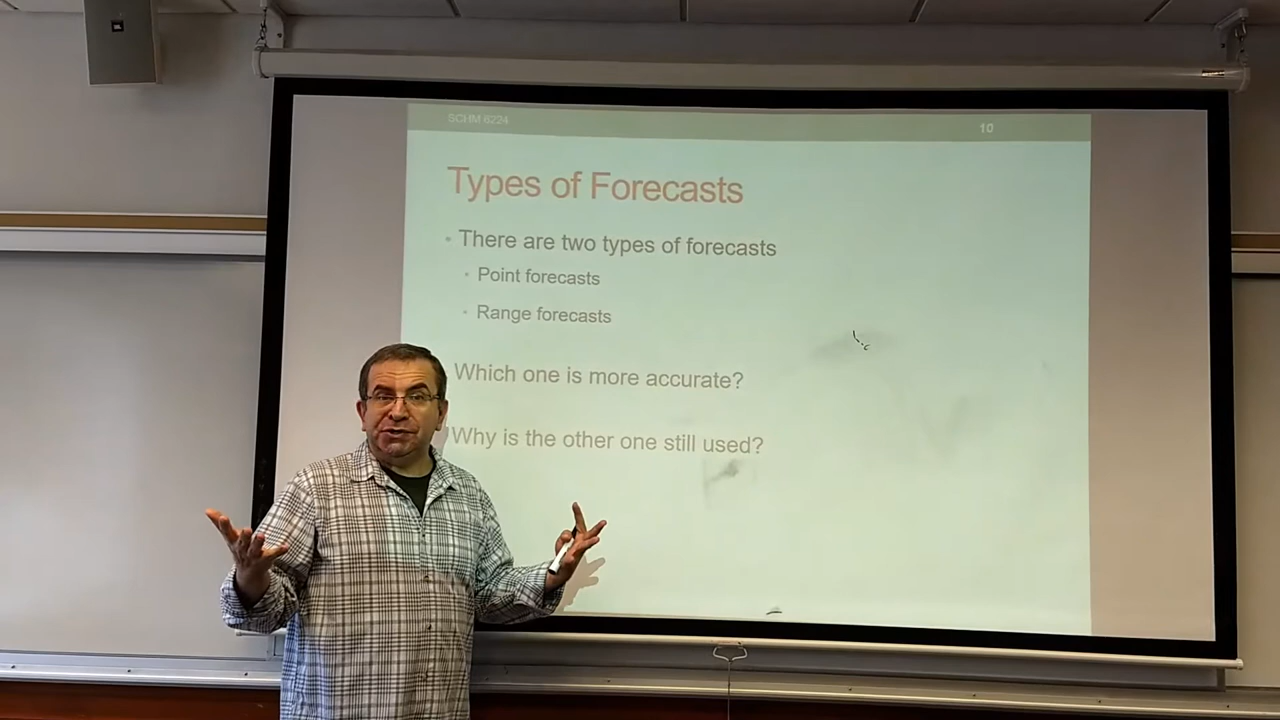 SCHM 6224
10
Types of Forecasts
• There are two types of forecasts
• Point forecasts
• Range forecasts
Which one is more accurate?
Why is the other one still used?